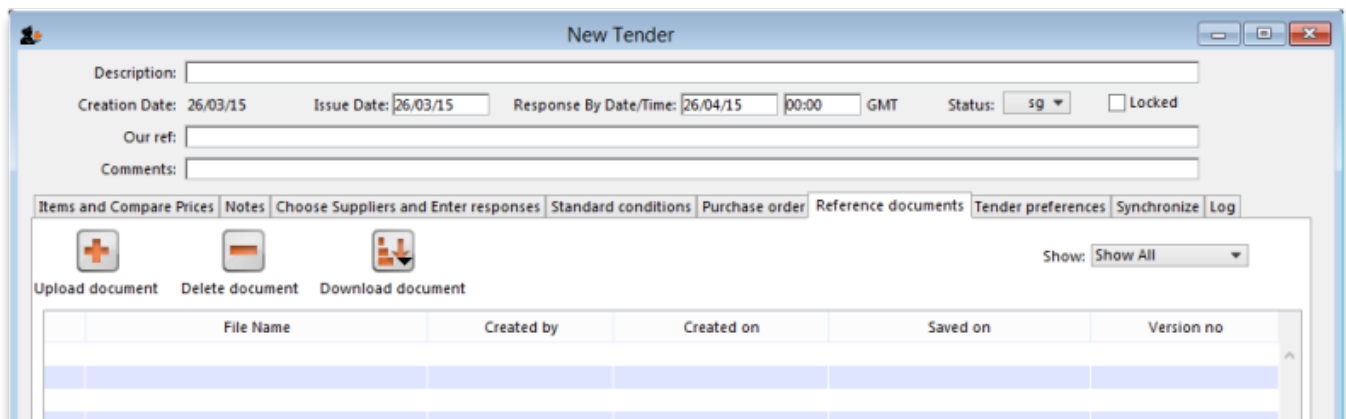 New Tender
Description:
Creation Date: 26/03/15 Issue Date: 26/03/15 Response By Date/Time: 26/04/15 00:00 GMT Status: sg Locked
Our ref:
Comments:
Items and Compare Prices Notes Choose Suppliers and Enter responses Standard conditions Purchase order Reference documents Tender preferences Synchronize Log
Show: Show All
Upload document Delete document Download document
File Name Created by Created on Saved on Version no